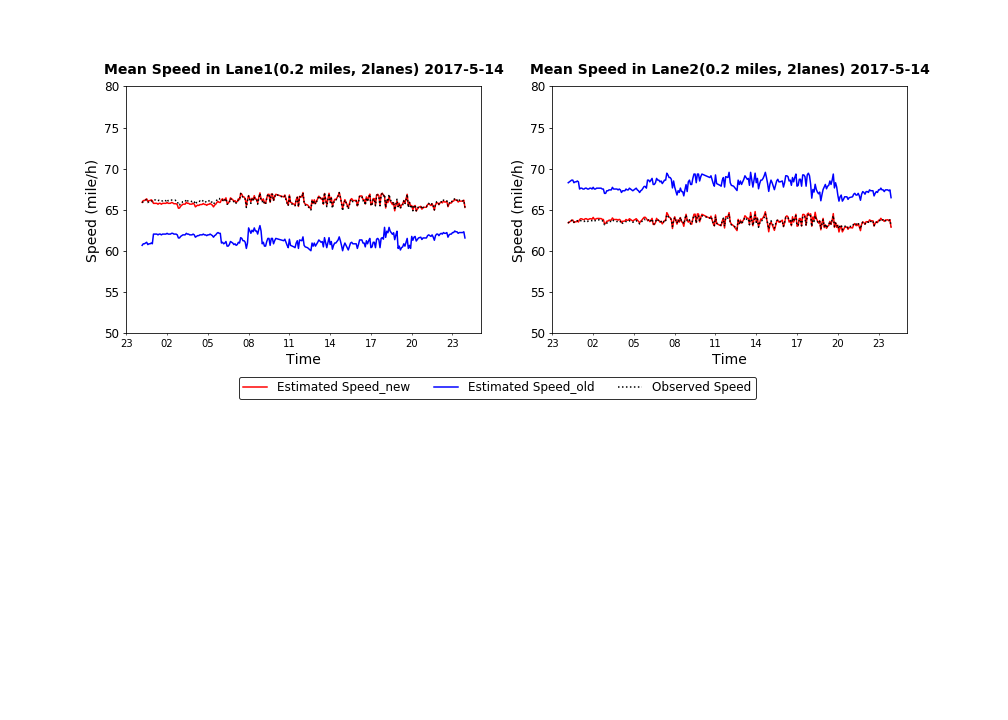 Mean Speed in Lane1(0.2 miles, 2lanes) 2017-5-14
80
75
70
65
60
55
50
Speed (mile/h)
23 02 05 08 11 14 17 20 23
Time
Mean Speed in Lane2(0.2 miles, 2lanes) 2017-5-14
80
75
70
65
60
55
50
Speed (mile/h)
23 02 05 08 11 14 17 20 23
Time
Estimated Speed_new Estimated Speed_old Observed Speed